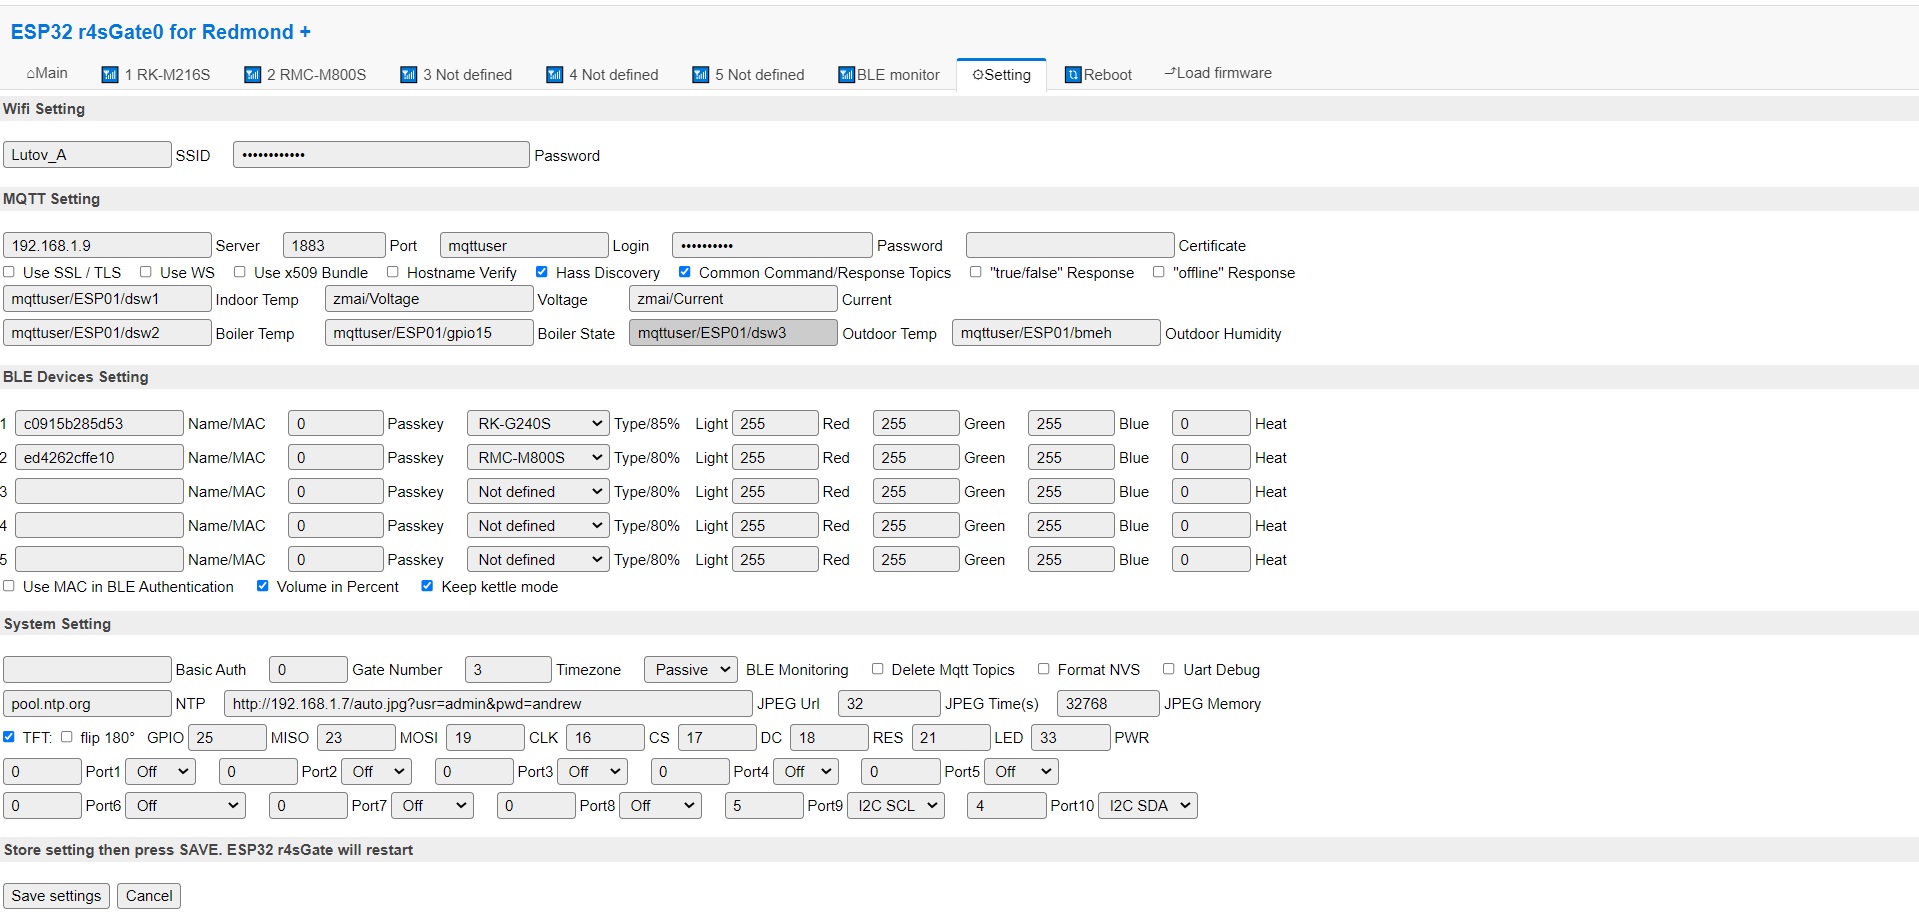 ESP32 r4sGate0 for Redmond +
⌂Main 📶 1 RK-M216S 📶 2 RMC-M800S 📶 3 Not defined 📶 4 Not defined 📶 5 Not defined 📶BLE monitor ⚙Setting 🔃Reboot ⮫Load firmware
Wifi Setting
Lutov_A SSID •••••••••••• Password
MQTT Setting
192.168.1.9 Server 1883 Port mqttuser Login •••••••••• Password Certificate
Use SSL / TLS Use WS Use x509 Bundle Hostname Verify Hass Discovery Common Command/Response Topics "true/false" Response "offline" Response
mqttuser/ESP01/dsw1 Indoor Temp zmai/Voltage Voltage zmai/Current Current
mqttuser/ESP01/dsw2 Boiler Temp mqttuser/ESP01/gpio15 Boiler State mqttuser/ESP01/dsw3 Outdoor Temp mqttuser/ESP01/bmeh Outdoor Humidity
BLE Devices Setting
1 c0915b285d53 Name/MAC 0 Passkey RK-G240S Type/85% Light 255 Red 255 Green 255 Blue 0 Heat
2 ed4262cffe10 Name/MAC 0 Passkey RMC-M800S Type/80% Light 255 Red 255 Green 255 Blue 0 Heat
3 Name/MAC 0 Passkey Not defined Type/80% Light 255 Red 255 Green 255 Blue 0 Heat
4 Name/MAC 0 Passkey Not defined Type/80% Light 255 Red 255 Green 255 Blue 0 Heat
5 Name/MAC 0 Passkey Not defined Type/80% Light 255 Red 255 Green 255 Blue 0 Heat
Use MAC in BLE Authentication Volume in Percent Keep kettle mode
System Setting
Basic Auth 0 Gate Number 3 Timezone Passive BLE Monitoring Delete Mqtt Topics Format NVS Uart Debug
pool.ntp.org NTP http://192.168.1.7/auto.jpg?usr=admin&pwd=andrew JPEG Url 32 JPEG Time(s) 32768 JPEG Memory
TFT: flip 180° GPIO 25 MISO 23 MOSI 19 CLK 16 CS 17 DC 18 RES 21 LED 33 PWR
0 Port1 Off 0 Port2 Off 0 Port3 Off 0 Port4 Off 0 Port5 Off
0 Port6 Off 0 Port7 Off 0 Port8 Off 5 Port9 I2C SCL 4 Port10 I2C SDA
Store setting then press SAVE. ESP32 r4sGate will restart
Save settings Cancel